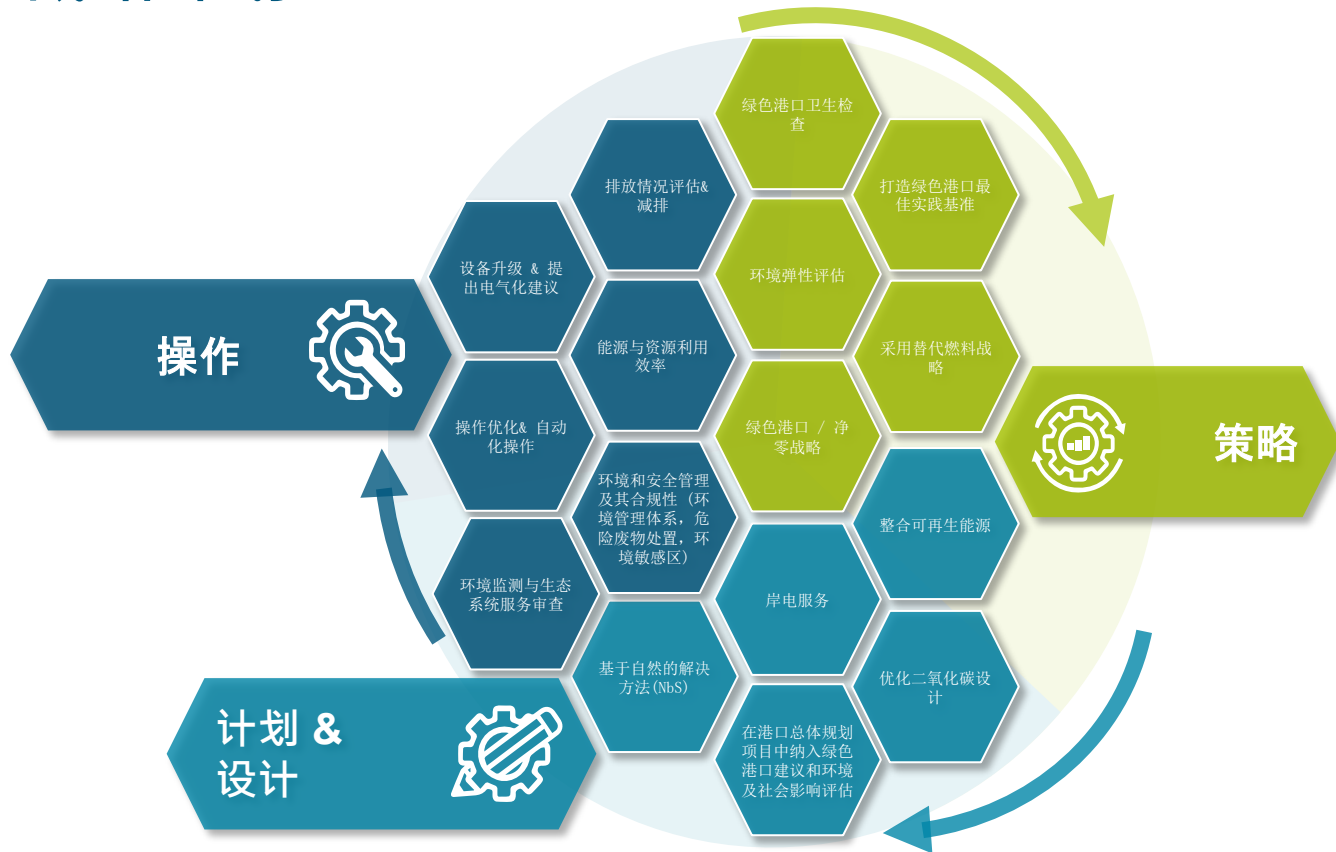 绿色港口卫生检
查
排放情况评估&
减排
打造绿色港口最
佳实践基准
设备升级 & 提
出电气化建议
环境弹性评估
操作
能源与资源利用
效率
采用替代燃料战
略
操作优化& 自动
化操作
绿色港口 / 净
零战略
策略
环境和安全管理
及其合规性 (环
境管理体系, 危
险废物处置, 环
境敏感区)
整合可再生能源
环境监测与生态
系统服务审查
岸电服务
基于自然的解决
方法(NbS)
优化二氧化碳设
计
计划 &
设计
在港口总体规划
项目中纳入绿色
港口建议和环境
及社会影响评估